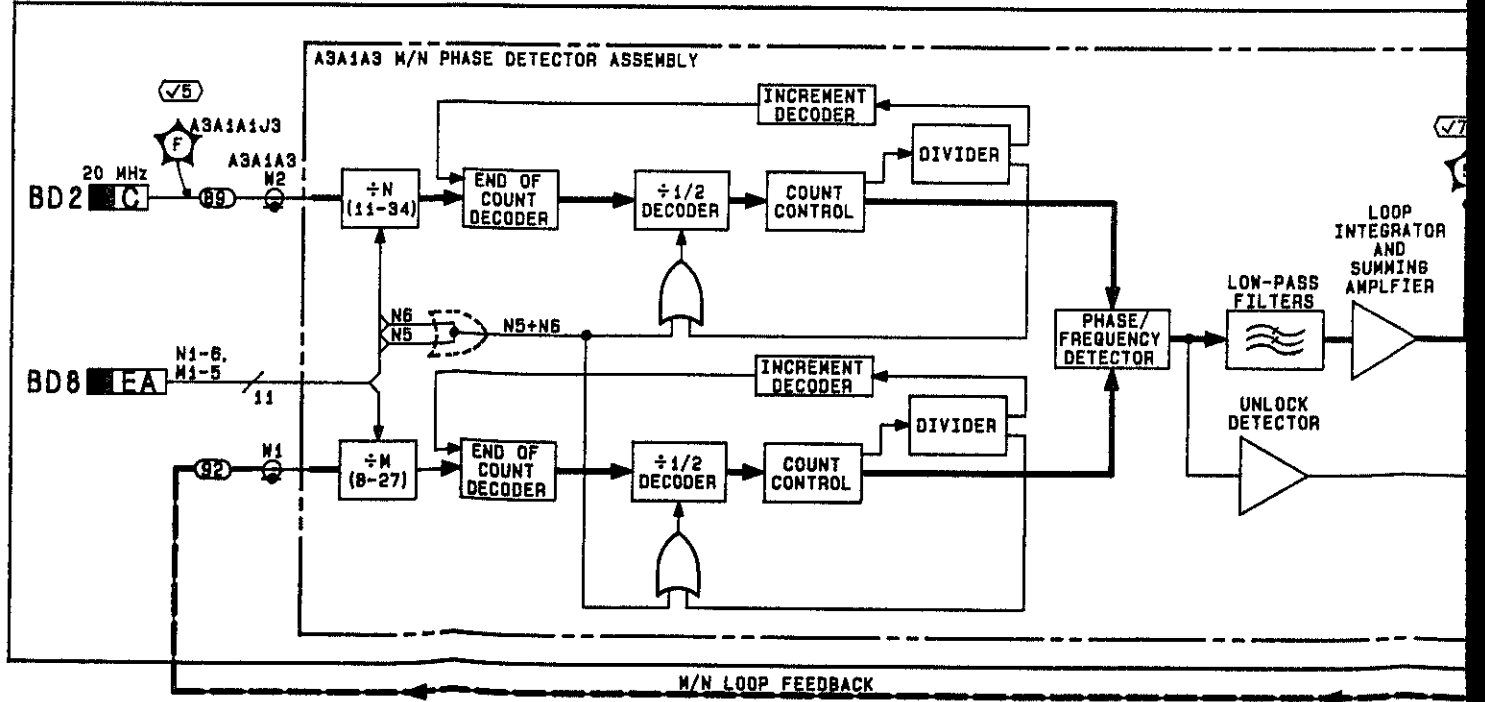 A3A1A3 M/N PHASE DETECTOR ASSEMBLY
√5
A3A1A1J3
F
20 MHz
BD2 C
89
A3A1A3
W2
÷N
(11-34)
END OF
COUNT
DECODER
÷1/2
DECODER
COUNT
CONTROL
INCREMENT
DECODER
DIVIDER
√7
N6
N5
N5+N6
BD8 EA
N1-6,
M1-5
11
PHASE/
FREQUENCY
DETECTOR
LOW-PASS
FILTERS
LOOP
INTEGRATOR
AND
SUMMING
AMPLFIER
UNLOCK
DETECTOR
92
W1
÷M
(8-27)
END OF
COUNT
DECODER
÷1/2
DECODER
COUNT
CONTROL
INCREMENT
DECODER
DIVIDER
M/N LOOP FEEDBACK